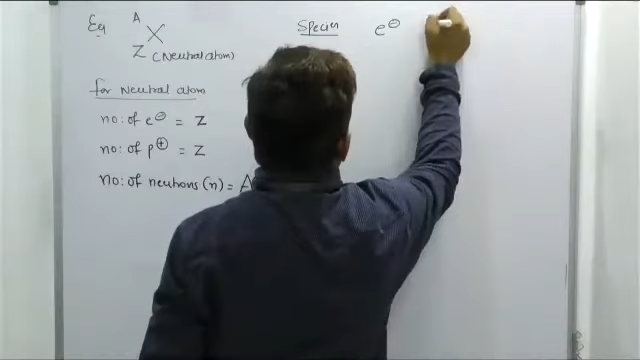 Eg
A
X
Z (Neutral atom)
for Neutral atom
no: of e⊖ = Z
no: of p⊕ = Z
no: of neutrons (n) = A
Species e⊖